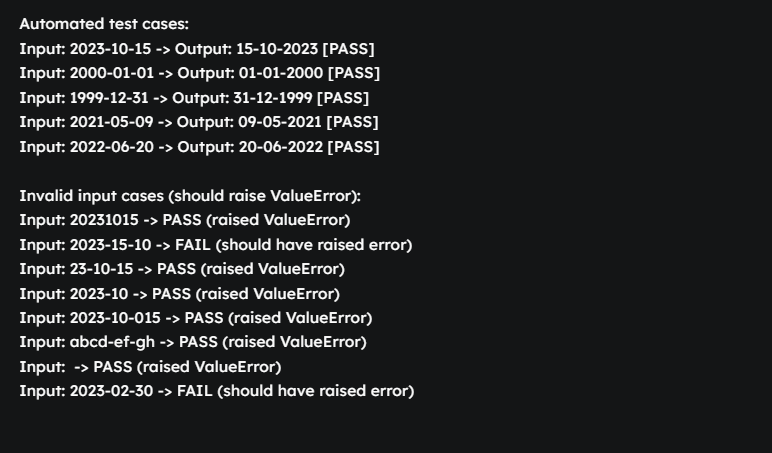 Automated test cases:
Input: 2023-10-15 -> Output: 15-10-2023 [PASS]
Input: 2000-01-01 -> Output: 01-01-2000 [PASS]
Input: 1999-12-31 -> Output: 31-12-1999 [PASS]
Input: 2021-05-09 -> Output: 09-05-2021 [PASS]
Input: 2022-06-20 -> Output: 20-06-2022 [PASS]
Invalid input cases (should raise ValueError):
Input: 20231015 -> PASS (raised ValueError)
Input: 2023-15-10 -> FAIL (should have raised error)
Input: 23-10-15 -> PASS (raised ValueError)
Input: 2023-10 -> PASS (raised ValueError)
Input: 2023-10-015 -> PASS (raised ValueError)
Input: abcd-ef-gh -> PASS (raised ValueError)
Input:  -> PASS (raised ValueError)
Input: 2023-02-30 -> FAIL (should have raised error)